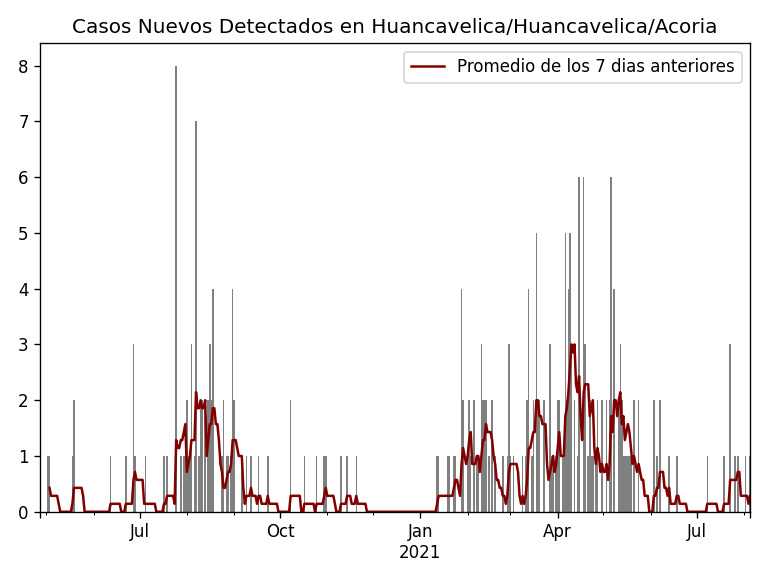 Casos Nuevos Detectados en Huancavelica/Huancavelica/Acoria
Promedio de los 7 dias anteriores
8
7
6
5
4
3
2
1
0
Jul
Oct
Jan
Apr
Jul
2021